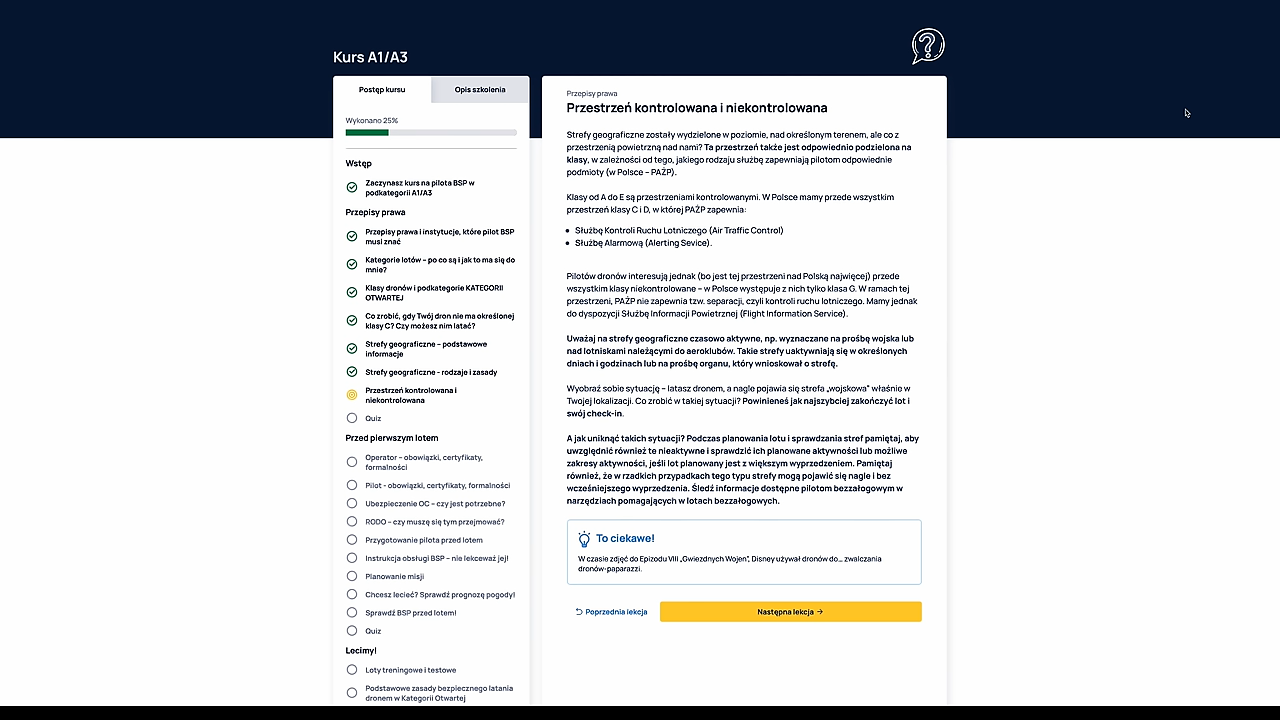 Kurs A1/A3
Postęp kursu
Opis szkolenia
Wykonano 25%
Wstęp
Zaczynasz kurs na pilota BSP w
podkategorii A1/A3
Przepisy prawa
Przepisy prawa i instytucje, które pilot BSP
musi znać
Kategorie lotów – po co są i jak to ma się do
mnie?
Klasy dronów i podkategorie KATEGORII
OTWARTEJ
Co zrobić, gdy Twój dron nie ma określonej
klasy C? Czy możesz nim latać?
Strefy geograficzne – podstawowe
informacje
Strefy geograficzne - rodzaje i zasady
Przestrzeń kontrolowana i
niekontrolowana
Quiz
Przed pierwszym lotem
Operator – obowiązki, certyfikaty,
formalności
Pilot - obowiązki, certyfikaty, formalności
Ubezpieczenie OC – czy jest potrzebne?
RODO – czy muszę się tym przejmować?
Przygotowanie pilota przed lotem
Instrukcja obsługi BSP – nie lekceważ jej!
Planowanie misji
Chcesz lecieć? Sprawdź prognozę pogody!
Sprawdź BSP przed lotem!
Quiz
Lecimy!
Loty treningowe i testowe
Podstawowe zasady bezpiecznego latania
dronem w Kategorii Otwartej
Przepisy prawa
Przestrzeń kontrolowana i niekontrolowana
Strefy geograficzne zostały wydzielone w poziomie, nad określonym terenem, ale co z
przestrzenią powietrzną nad nami? Ta przestrzeń także jest odpowiednio podzielona na
klasy, w zależności od tego, jakiego rodzaju służbę zapewniają pilotom odpowiednie
podmioty (w Polsce – PAŻP).
Klasy od A do E są przestrzeniami kontrolowanymi. W Polsce mamy przede wszystkim
przestrzeń klasy C i D, w której PAŻP zapewnia:
• Służbę Kontroli Ruchu Lotniczego (Air Traffic Control)
• Służbę Alarmową (Alerting Sevice).
Pilotów dronów interesują jednak (bo jest tej przestrzeni nad Polską najwięcej) przede
wszystkim klasy niekontrolowane – w Polsce występuje z nich tylko klasa G. W ramach tej
przestrzeni, PAŻP nie zapewnia tzw. separacji, czyli kontroli ruchu lotniczego. Mamy jednak
do dyspozycji Służbę Informacji Powietrznej (Flight Information Service).
Uważaj na strefy geograficzne czasowo aktywne, np. wyznaczane na prośbę wojska lub
nad lotniskami należącymi do aeroklubów. Takie strefy uaktywniają się w określonych
dniach i godzinach lub na prośbę organu, który wnioskował o strefę.
Wyobraź sobie sytuację – latasz dronem, a nagle pojawia się strefa „wojskowa” właśnie w
Twojej lokalizacji. Co zrobić w takiej sytuacji? Powinieneś jak najszybciej zakończyć lot i
swój check-in.
A jak uniknąć takich sytuacji? Podczas planowania lotu i sprawdzania stref pamiętaj, aby
uwzględnić również te nieaktywne i sprawdzić ich planowane aktywności lub możliwe
zakresy aktywności, jeśli lot planowany jest z większym wyprzedzeniem. Pamiętaj
również, że w rzadkich przypadkach tego typu strefy mogą pojawić się nagle i bez
wcześniejszego wyprzedzenia. Śledź informacje dostępne pilotom bezzałogowym w
narzędziach pomagających w lotach bezzałogowych.
To ciekawe!
W czasie zdjęć do Epizodu VIII „Gwiezdnych Wojen”, Disney używał dronów do… zwalczania
dronów-paparazzi.
Poprzednia lekcja
Następna lekcja →